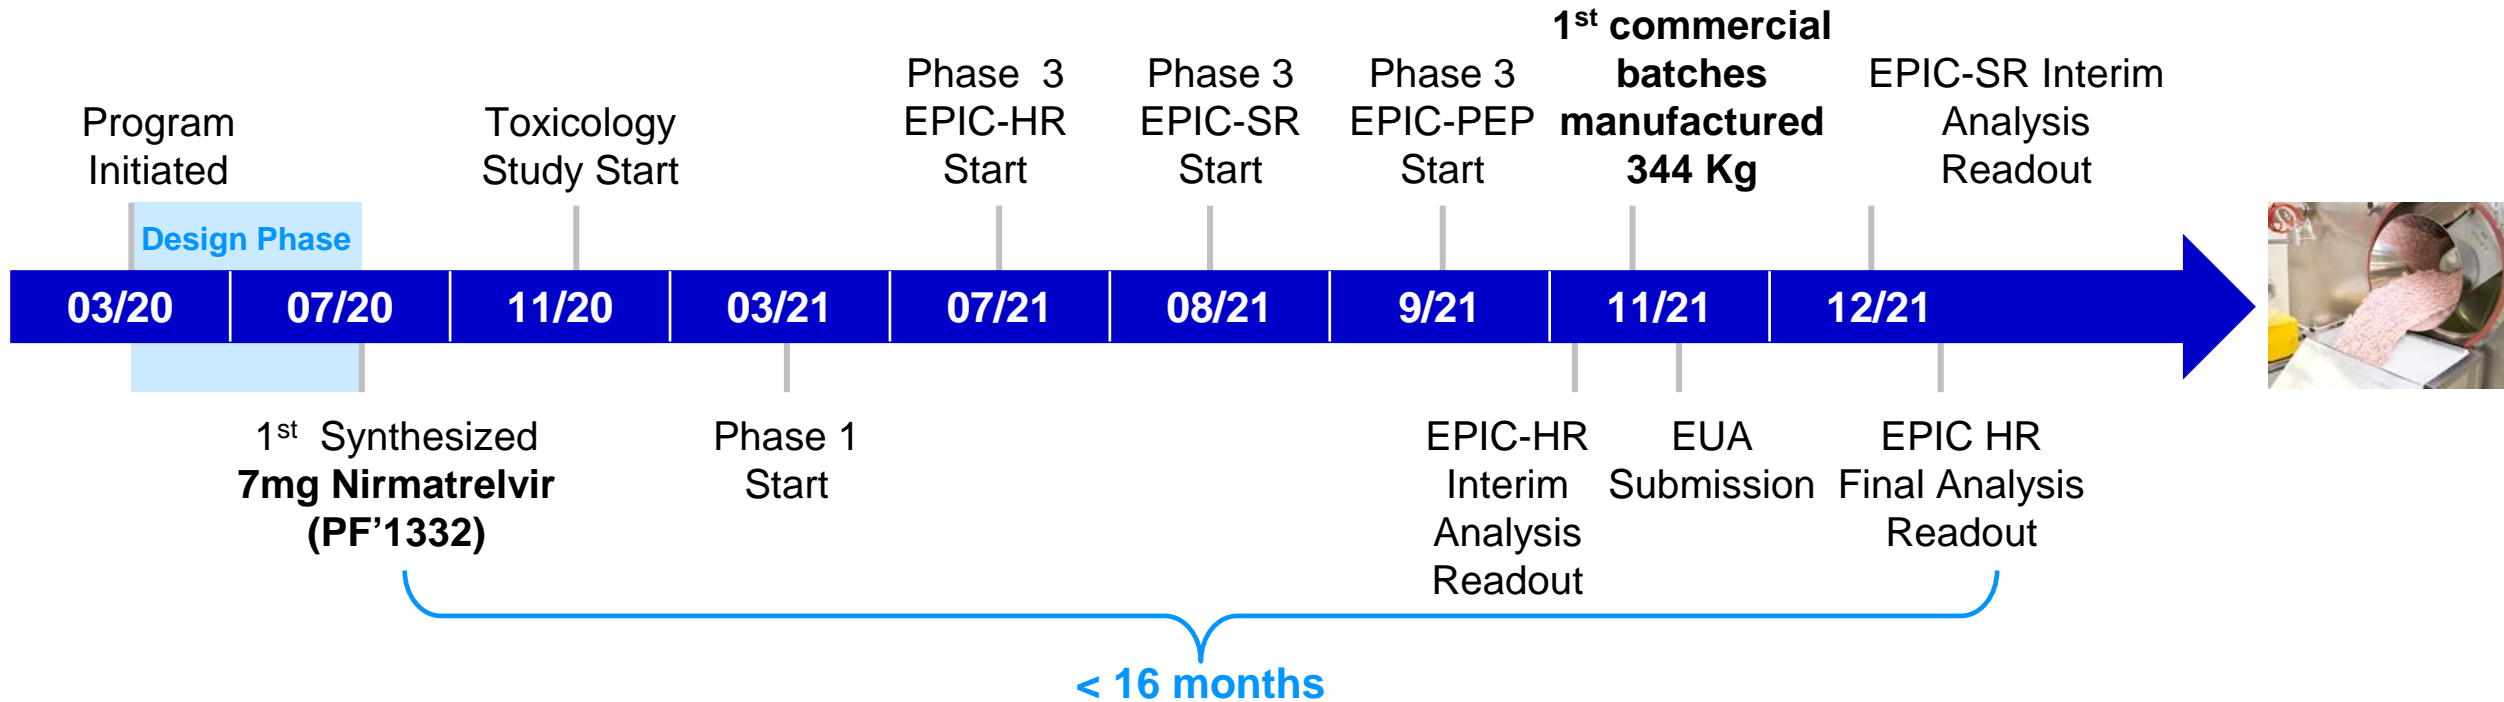 Program
Initiated
Toxicology
Study Start
Phase  3
EPIC-HR
Start
Phase 3
EPIC-SR
Start
Phase 3
EPIC-PEP
Start
1st commercial
batches
manufactured
344 Kg
EPIC-SR Interim
Analysis
Readout
Design Phase
03/20
07/20
11/20
03/21
07/21
08/21
9/21
11/21
12/21
1st  Synthesized
7mg Nirmatrelvir
(PF’1332)
Phase 1
Start
EPIC-HR
Interim
Analysis
Readout
EUA
Submission
EPIC HR
Final Analysis
Readout
< 16 months